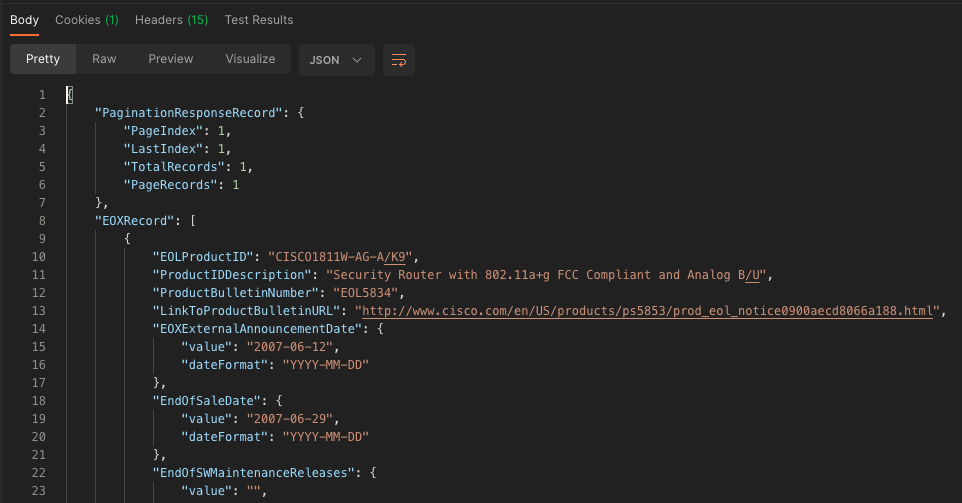 Body Cookies (1) Headers (15) Test Results
Pretty Raw Preview Visualize JSON
1 {
2 "PaginationResponseRecord": {
3 "PageIndex": 1,
4 "LastIndex": 1,
5 "TotalRecords": 1,
6 "PageRecords": 1
7 },
8 "EOXRecord": [
9 {
10 "EOLProductID": "CISCO1811W-AG-A/K9",
11 "ProductIDDescription": "Security Router with 802.11a+g FCC Compliant and Analog B/U",
12 "ProductBulletinNumber": "EOL5834",
13 "LinkToProductBulletinURL": "http://www.cisco.com/en/US/products/ps5853/prod_eol_notice0900aecd8066a188.html",
14 "EOXExternalAnnouncementDate": {
15 "value": "2007-06-12",
16 "dateFormat": "YYYY-MM-DD"
17 },
18 "EndOfSaleDate": {
19 "value": "2007-06-29",
20 "dateFormat": "YYYY-MM-DD"
21 },
22 "EndOfSWMaintenanceReleases": {
23 "value": "",